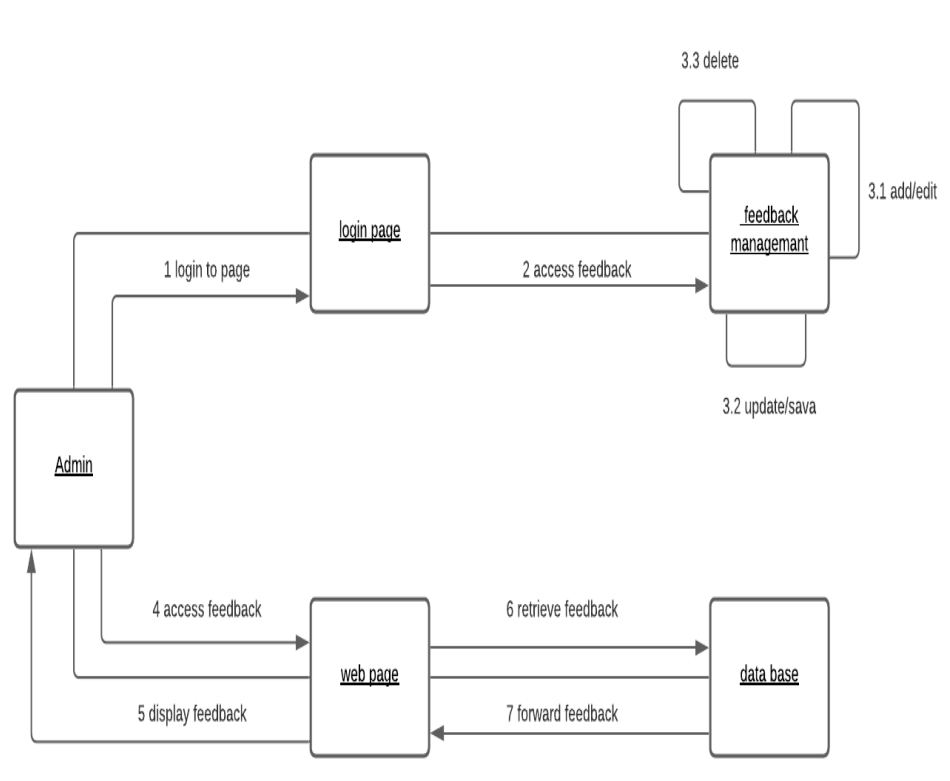 3.3 delete
3.1 add/edit
login page
feedback
managemant
1 login to page
2 access feedback
3.2 update/sava
Admin
4 access feedback
6 retrieve feedback
web page
data base
5 display feedback
7 forward feedback